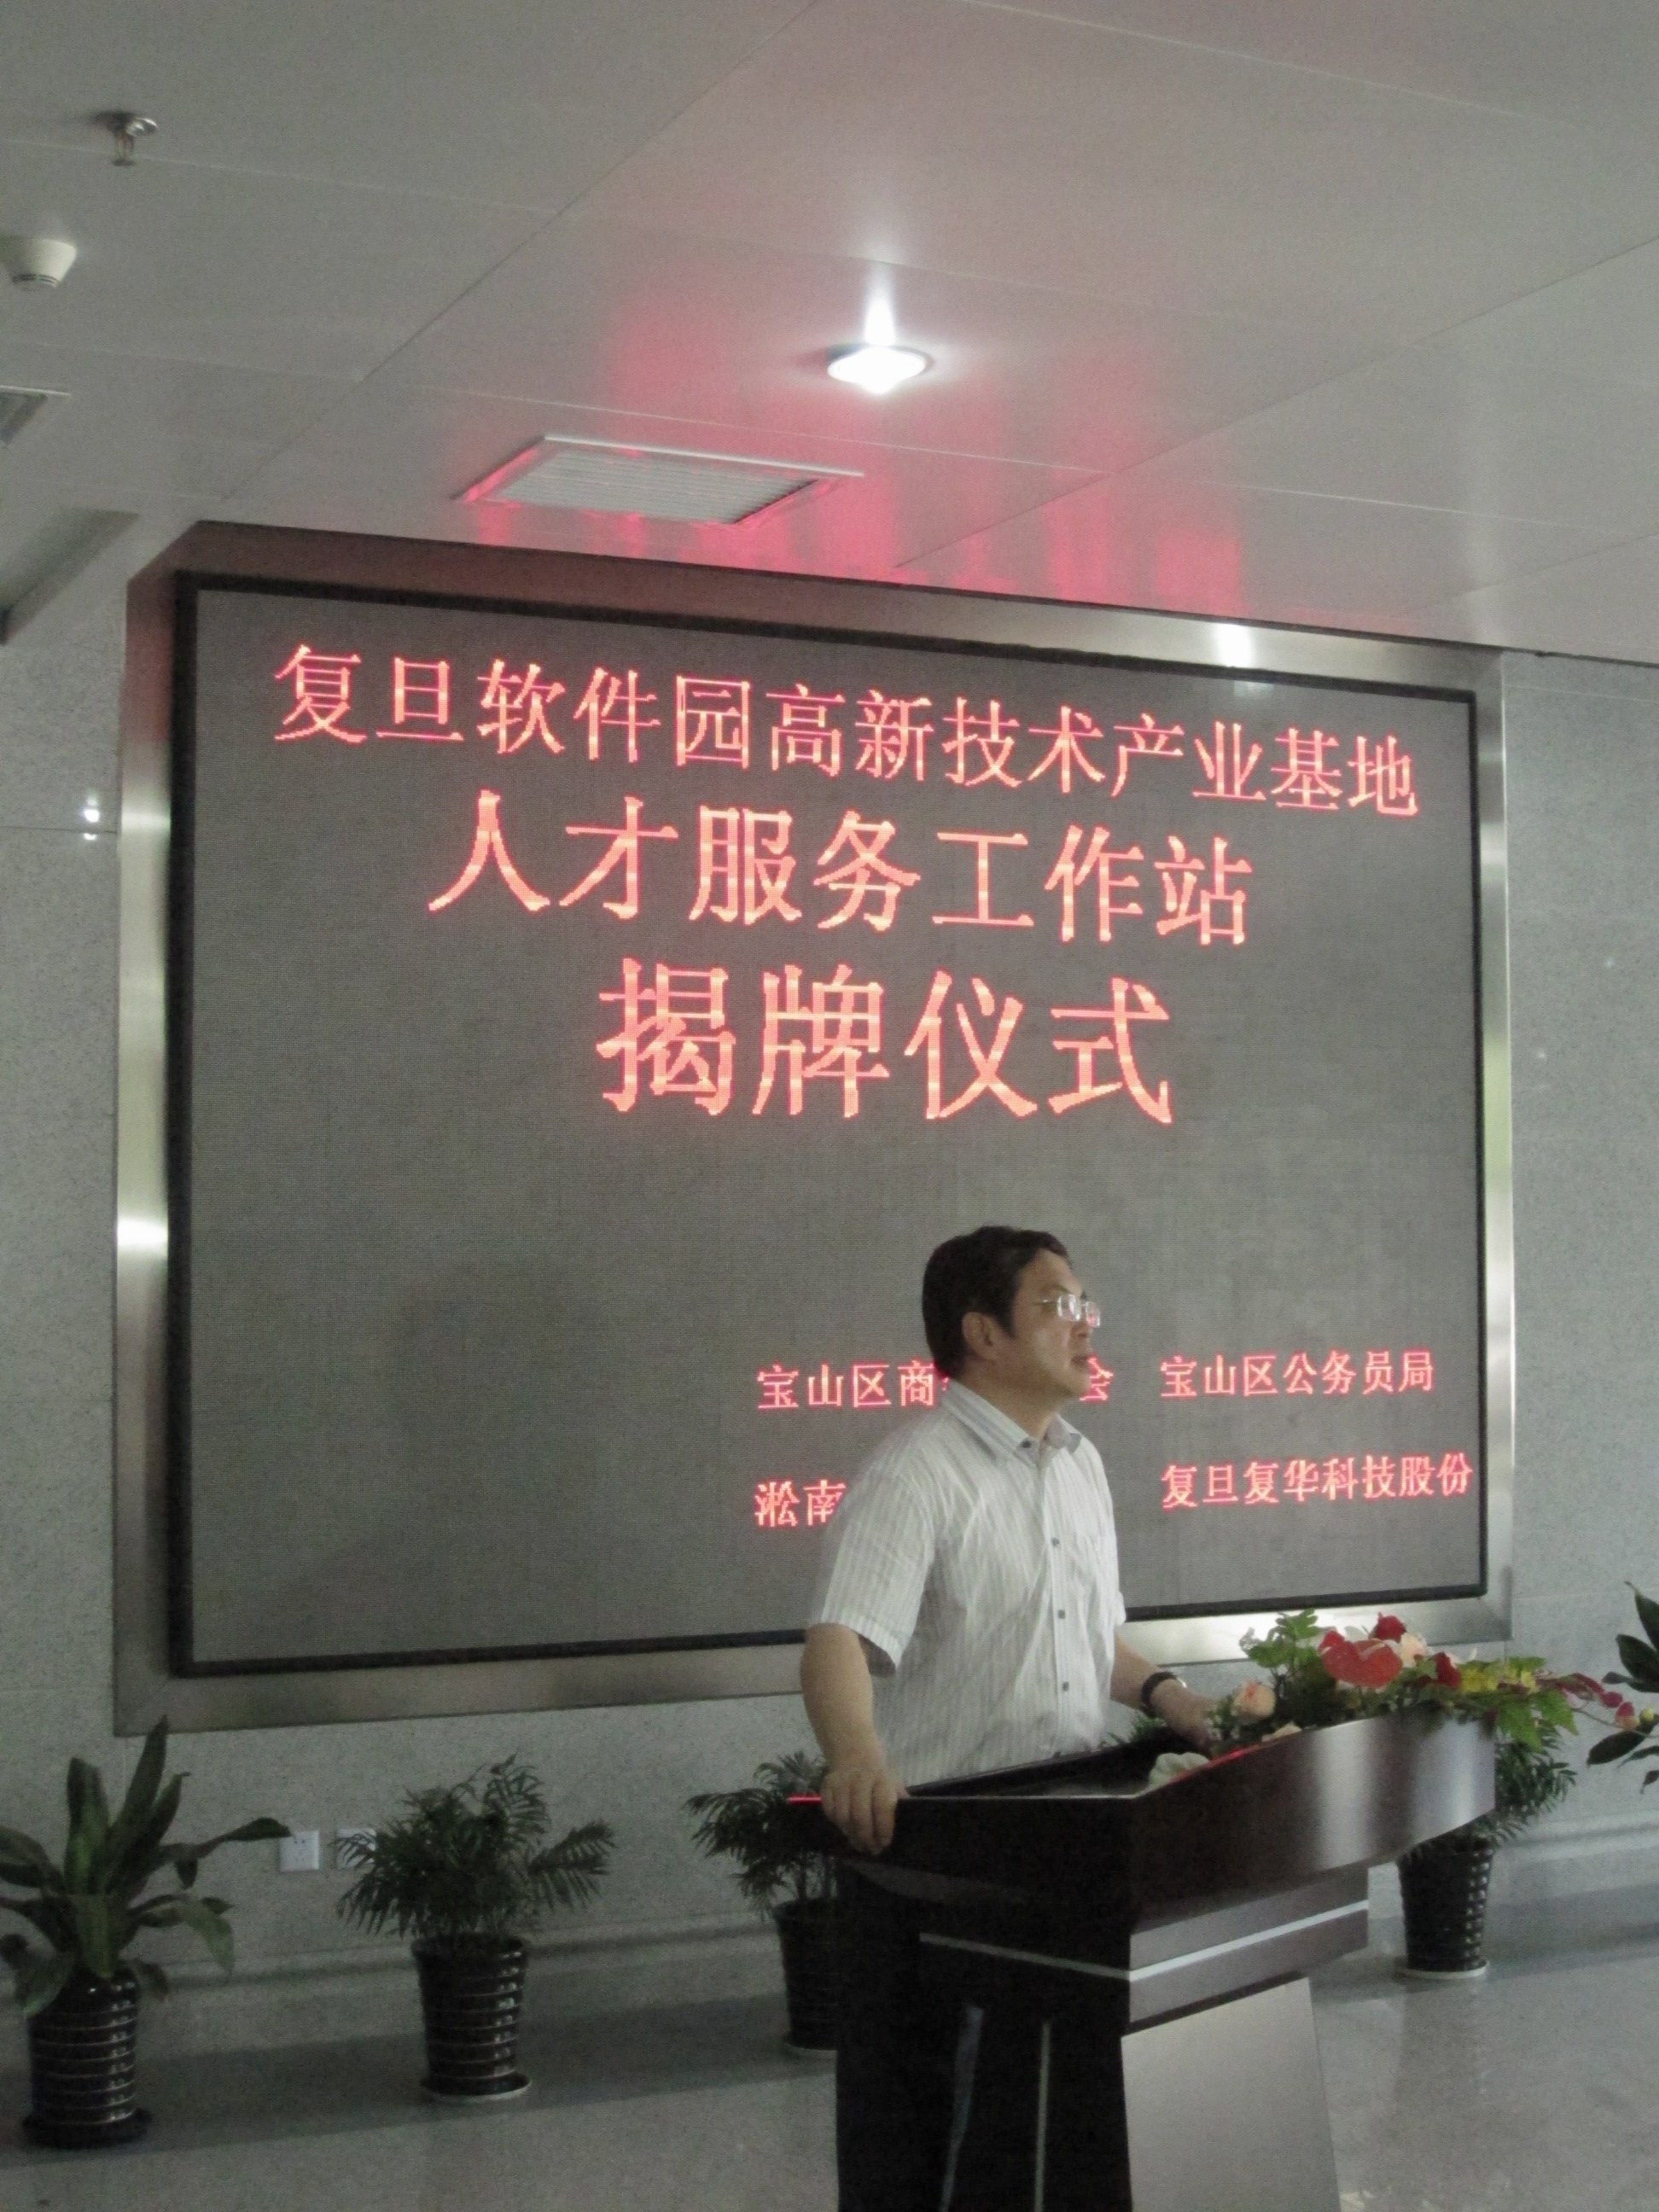 复旦软件园高新技术产业基地
人才服务工作站
揭牌仪式
宝山区商 会 宝山区公务员局
淞南 复旦复华科技股份